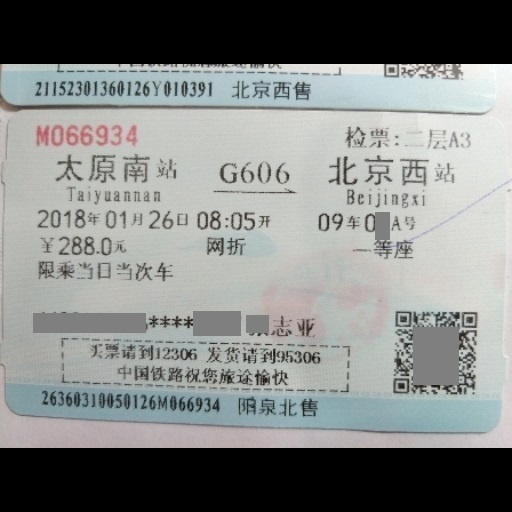 21152301360126Y010391 北京西售
M066934 检票:二层A3
太原南站 G606 北京西站
Taiyuannan Beijingxi
2018年01月26日 08:05开 09车0 A号
￥288.0元 网折 一等座
限乘当日当次车
**** 志亚
买票请到12306 发货请到95306
中国铁路祝您旅途愉快
26360310050126M066934 阳泉北售